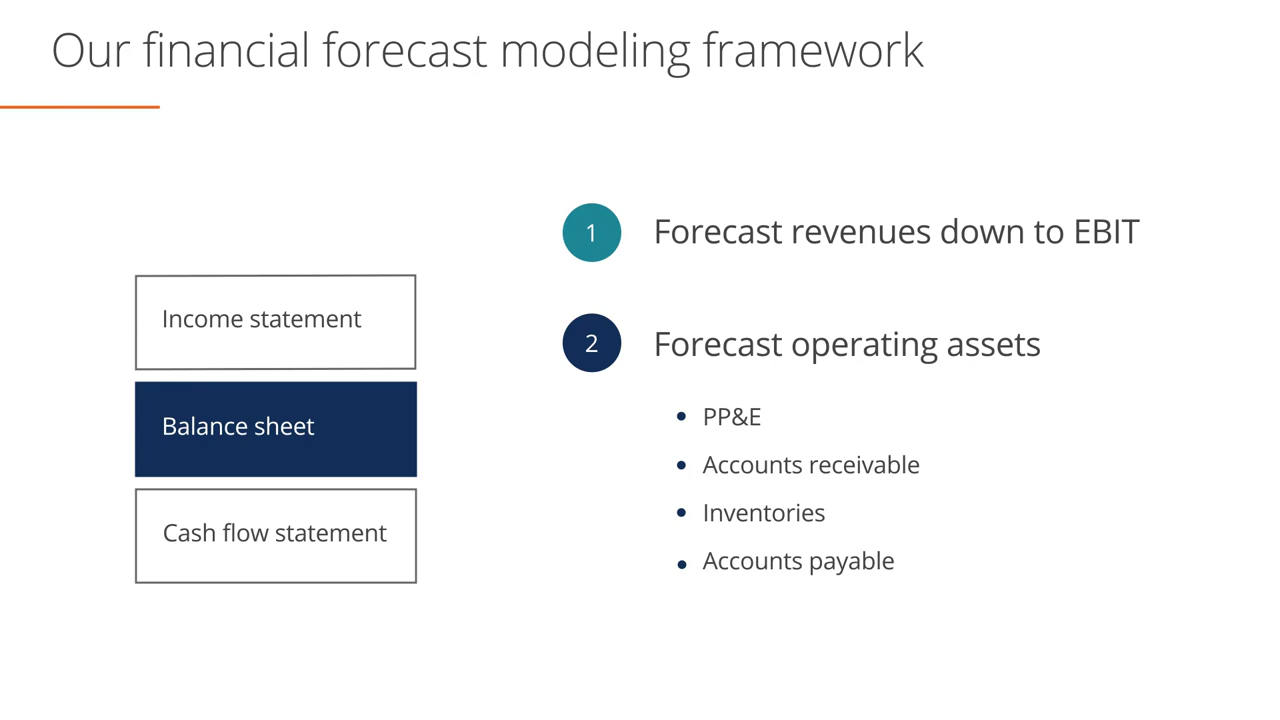 Our financial forecast modeling framework
Income statement
Balance sheet
Cash flow statement
1
Forecast revenues down to EBIT
2
Forecast operating assets
• PP&E
• Accounts receivable
• Inventories
• Accounts payable